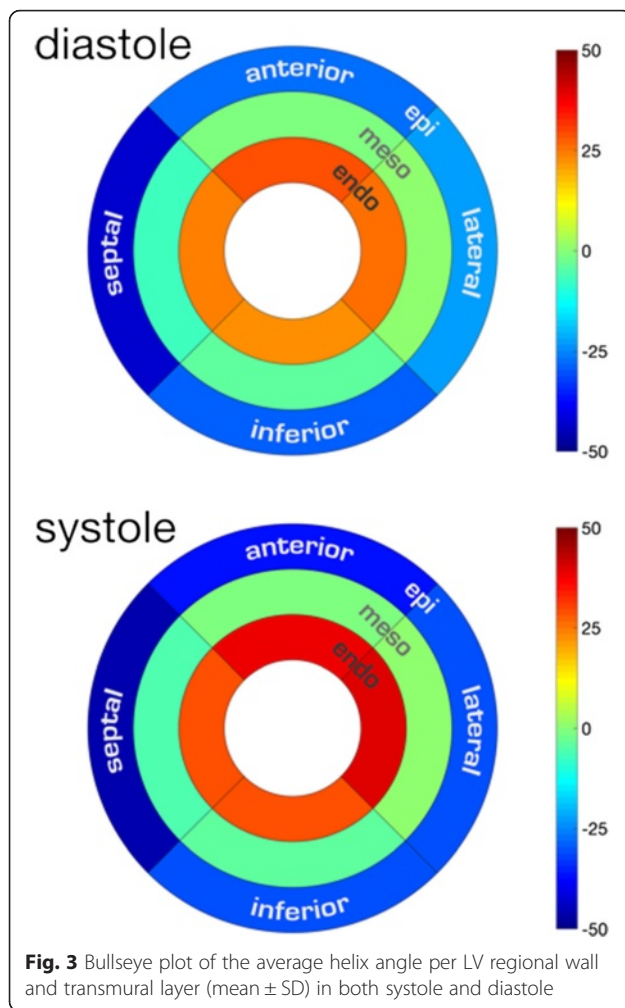 diastole
anterior
epi
meso
endo
septal
lateral
inferior
50
25
0
-25
-50
systole
anterior
epi
meso
endo
septal
lateral
inferior
50
25
0
-25
-50
Fig. 3 Bullseye plot of the average helix angle per LV regional wall
and transmural layer (mean ± SD) in both systole and diastole